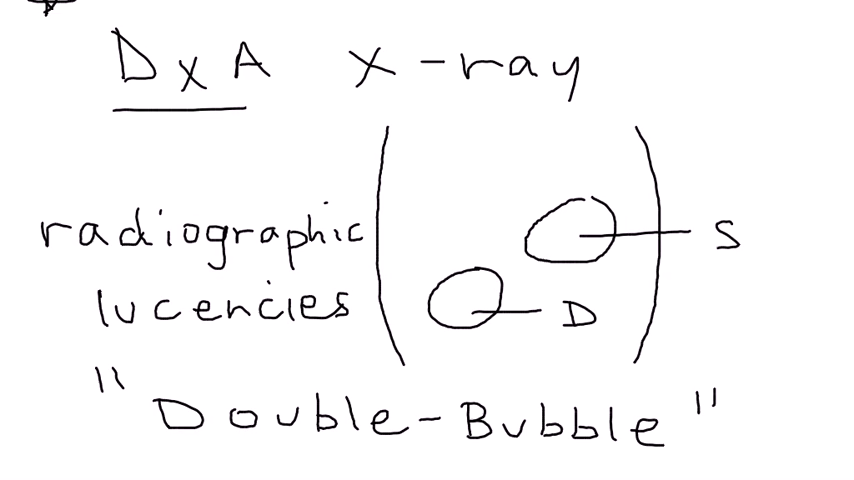 DxA x-ray
radiographic
S
lucencies
D
"Double-Bubble"